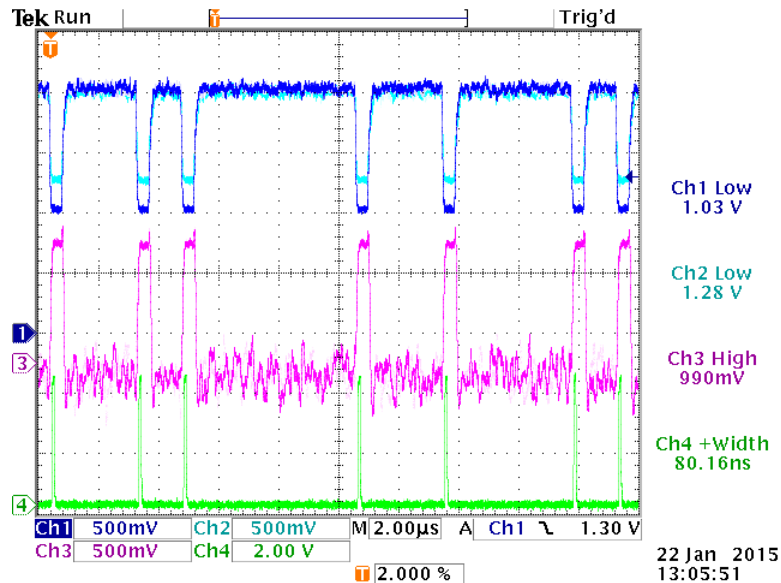 Tek Run Trig'd
T
T
Ch1 Low
1.03 V
Ch2 Low
1.28 V
1
3
Ch3 High
990mV
Ch4 +Width
80.16ns
4
Ch1 500mV Ch2 500mV M 2.00µs A Ch1 1.30 V
Ch3 500mV Ch4 2.00 V
T 2.000 %
22 Jan 2015
13:05:51